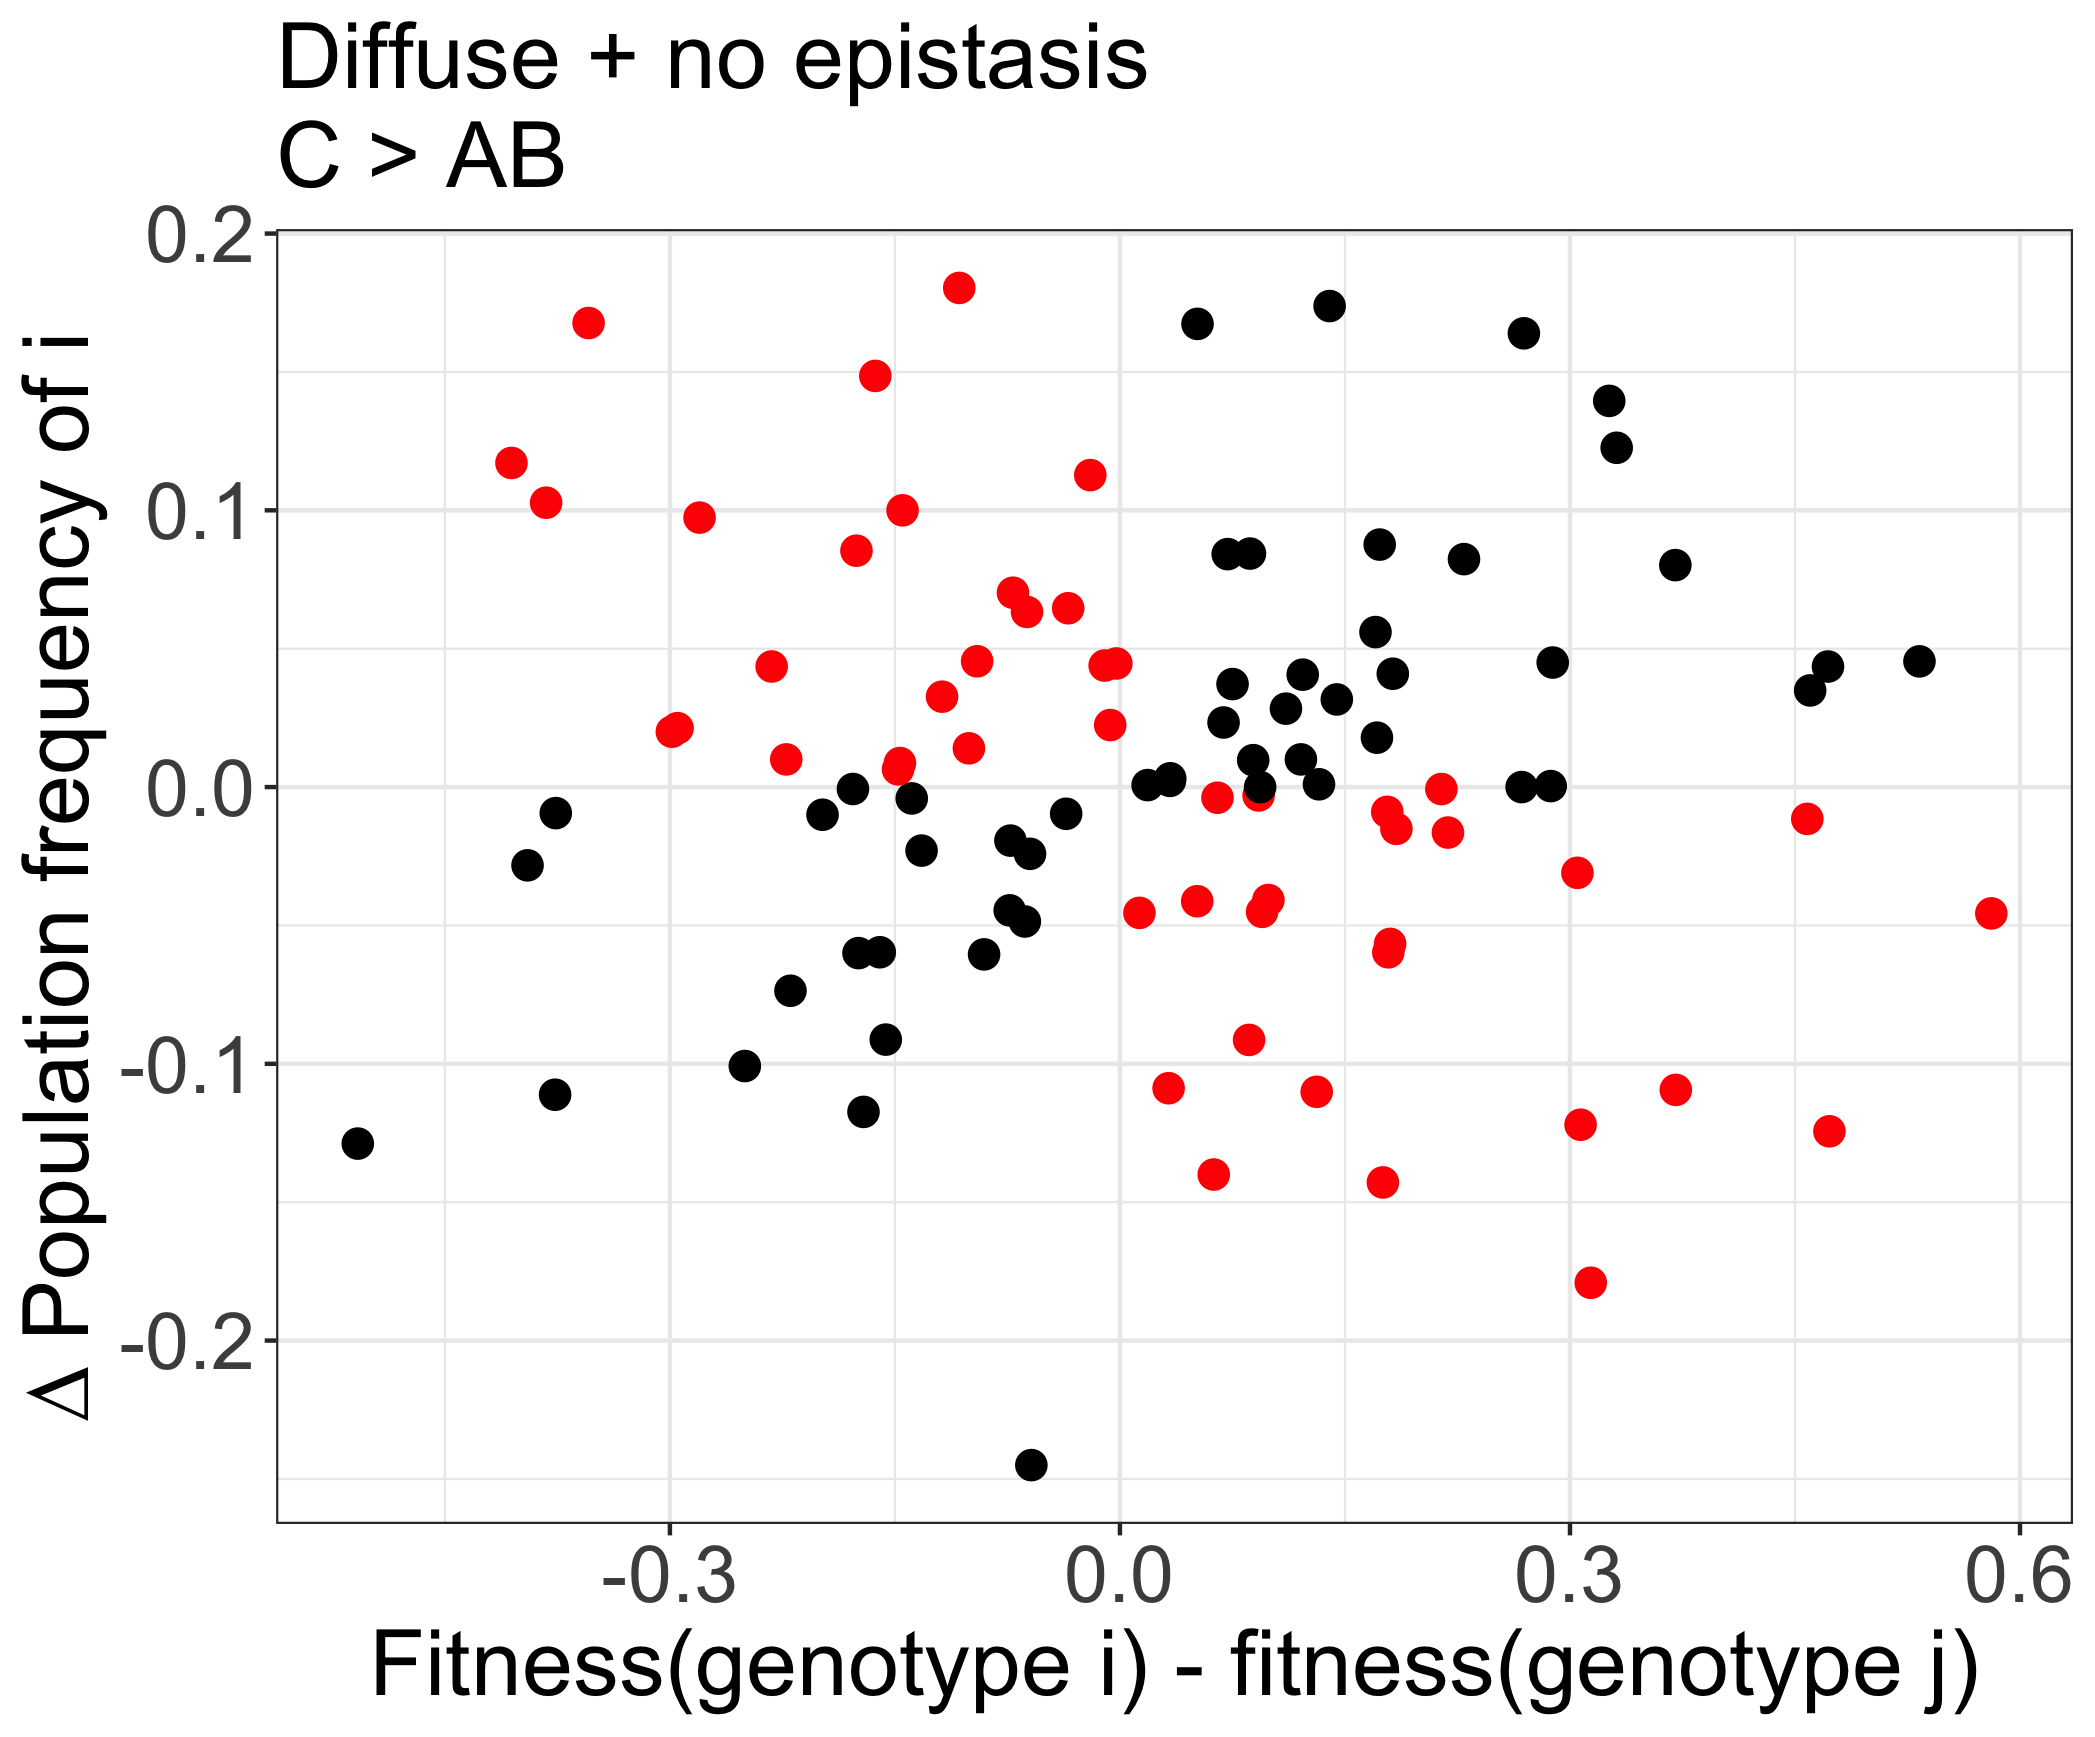 Diffuse + no epistasis
C > AB
Δ Population frequency of i
0.2
0.1
0.0
-0.1
-0.2
-0.3 0.0 0.3 0.6
Fitness(genotype i) - fitness(genotype j)